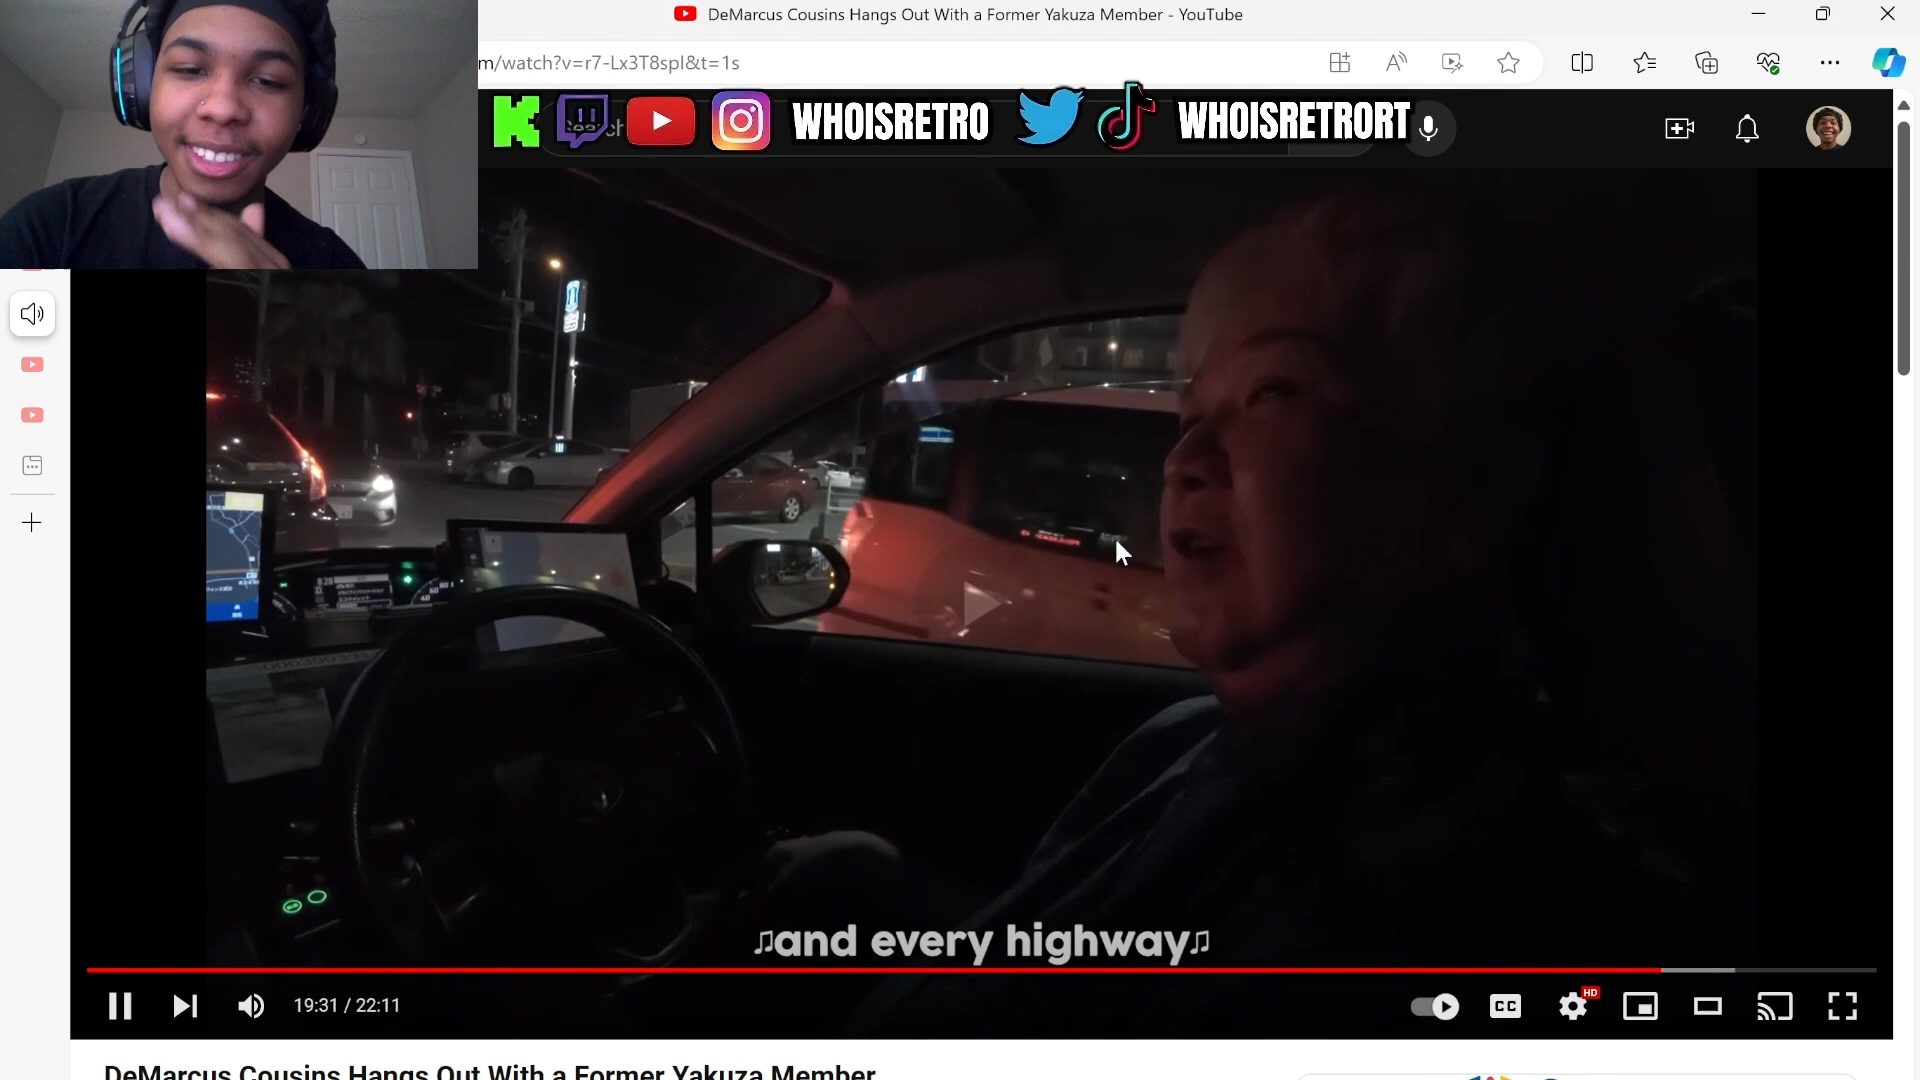 DeMarcus Cousins Hangs Out With a Former Yakuza Member - YouTube
m/watch?v=r7-Lx3T8spI&t=1s
WHOISRETRO
WHOISRETRORT
♫and every highway♫
19:31 / 22:11
CC
HD
DeMarcus Cousins Hangs Out With a Former Yakuza Member